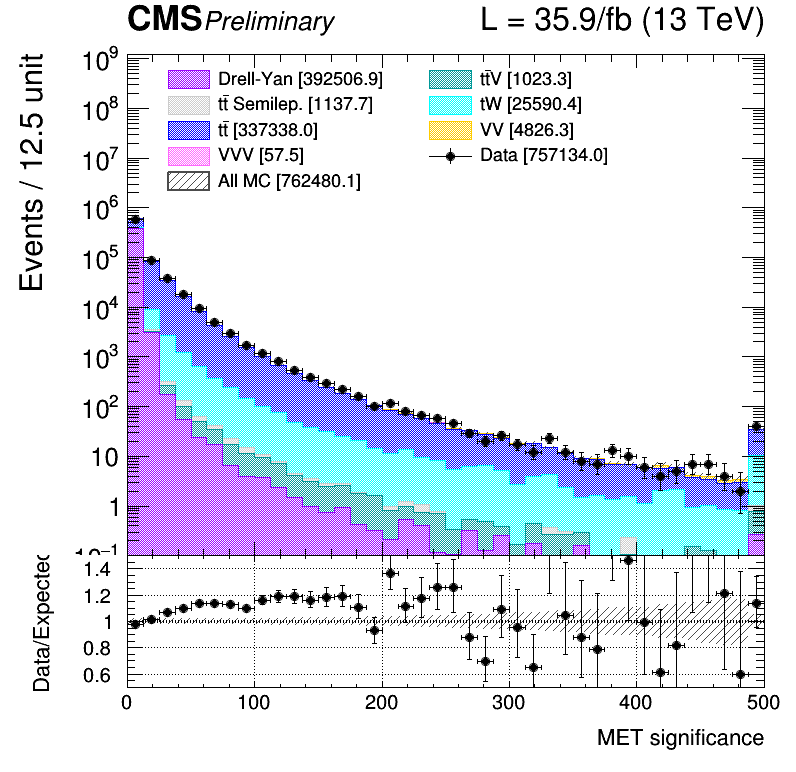 CMS Preliminary L = 35.9/fb (13 TeV)
Events / 12.5 unit
10⁹
10⁸
10⁷
10⁶
10⁵
10⁴
10³
10²
10
1
10⁻¹
Drell-Yan [392506.9]
tt̄ Semilep. [1137.7]
tt̄ [337338.0]
VVV [57.5]
All MC [762480.1]
tt̄V [1023.3]
tW [25590.4]
VV [4826.3]
Data [757134.0]
Data/Expected
1.4
1.2
1
0.8
0.6
0 100 200 300 400 500
MET significance